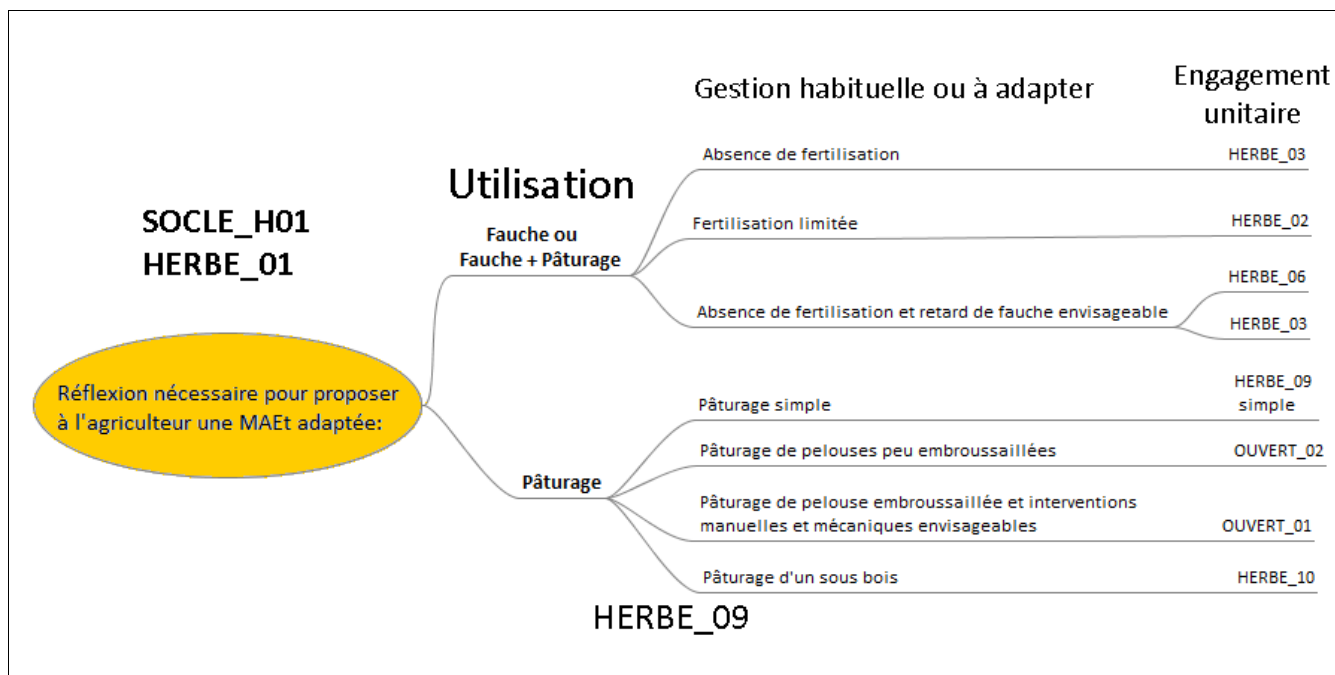 Gestion habituelle ou à adapter
Engagement
unitaire
SOCLE_H01
HERBE_01
Utilisation
Réflexion nécessaire pour proposer
à l'agriculteur une MAEt adaptée:
Fauche ou
Fauche + Pâturage
Absence de fertilisation
HERBE_03
Fertilisation limitée
HERBE_02
Absence de fertilisation et retard de fauche envisageable
HERBE_06
HERBE_03
Pâturage
Pâturage simple
HERBE_09
simple
Pâturage de pelouses peu embroussaillées
OUVERT_02
Pâturage de pelouse embroussaillée et interventions
manuelles et mécaniques envisageables
OUVERT_01
Pâturage d'un sous bois
HERBE_10
HERBE_09